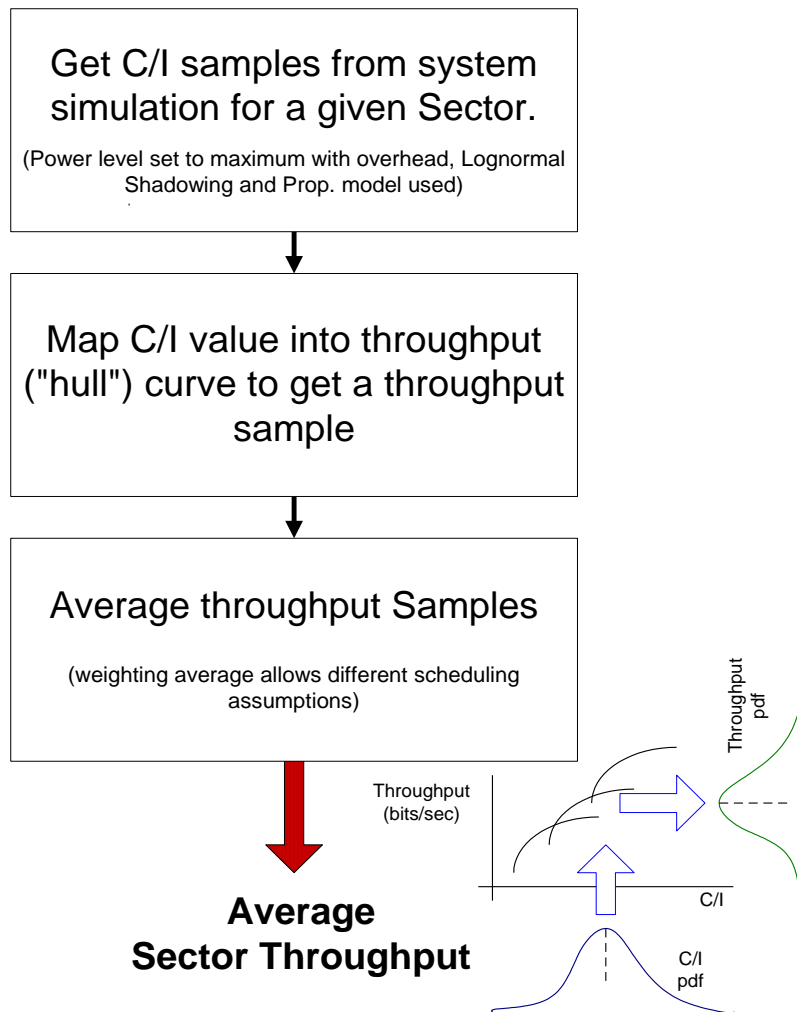 Get C/I samples from system
simulation for a given Sector.
(Power level set to maximum with overhead, Lognormal
Shadowing and Prop. model used)
Map C/I value into throughput
("hull") curve to get a throughput
sample
Average throughput Samples
(weighting average allows different scheduling
assumptions)
Average
Sector Throughput
Throughput
(bits/sec)
C/I
Throughput
pdf
C/I
pdf